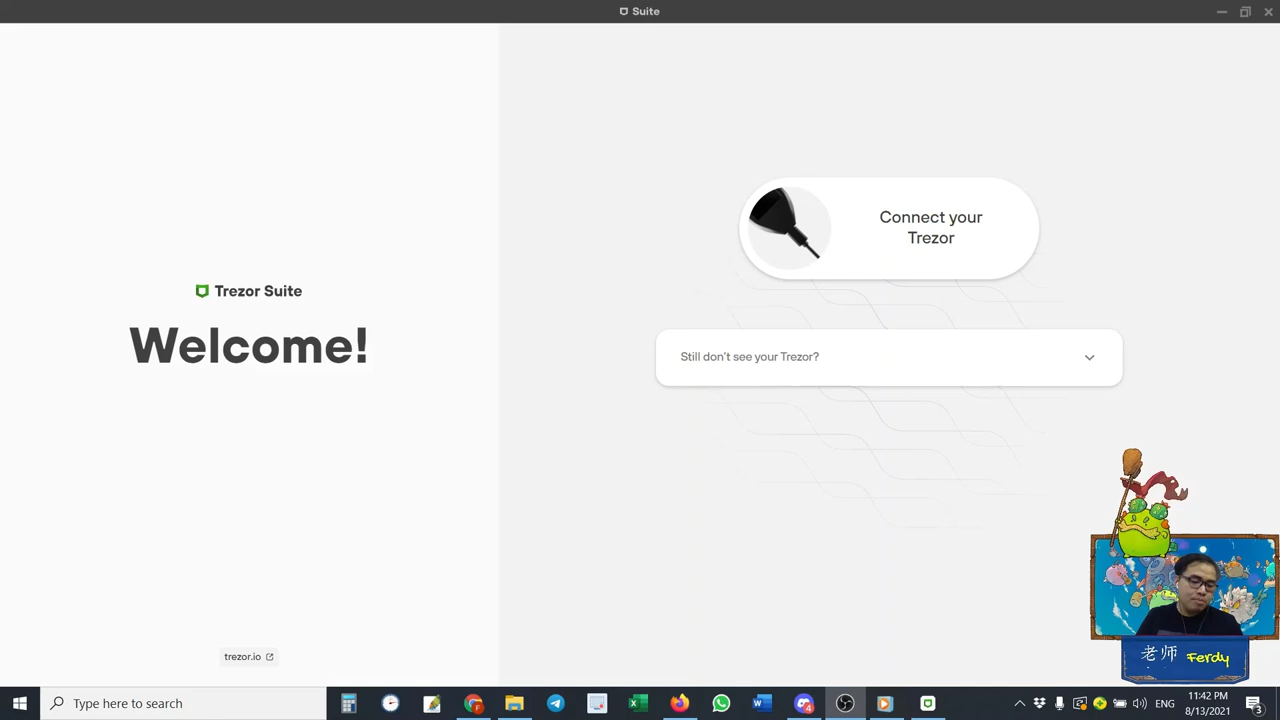 Suite
Trezor Suite
Welcome!
trezor.io
Connect your
Trezor
Still don't see your Trezor?
老师 Ferdy
Type here to search
ENG
11:42 PM
8/13/2021
3